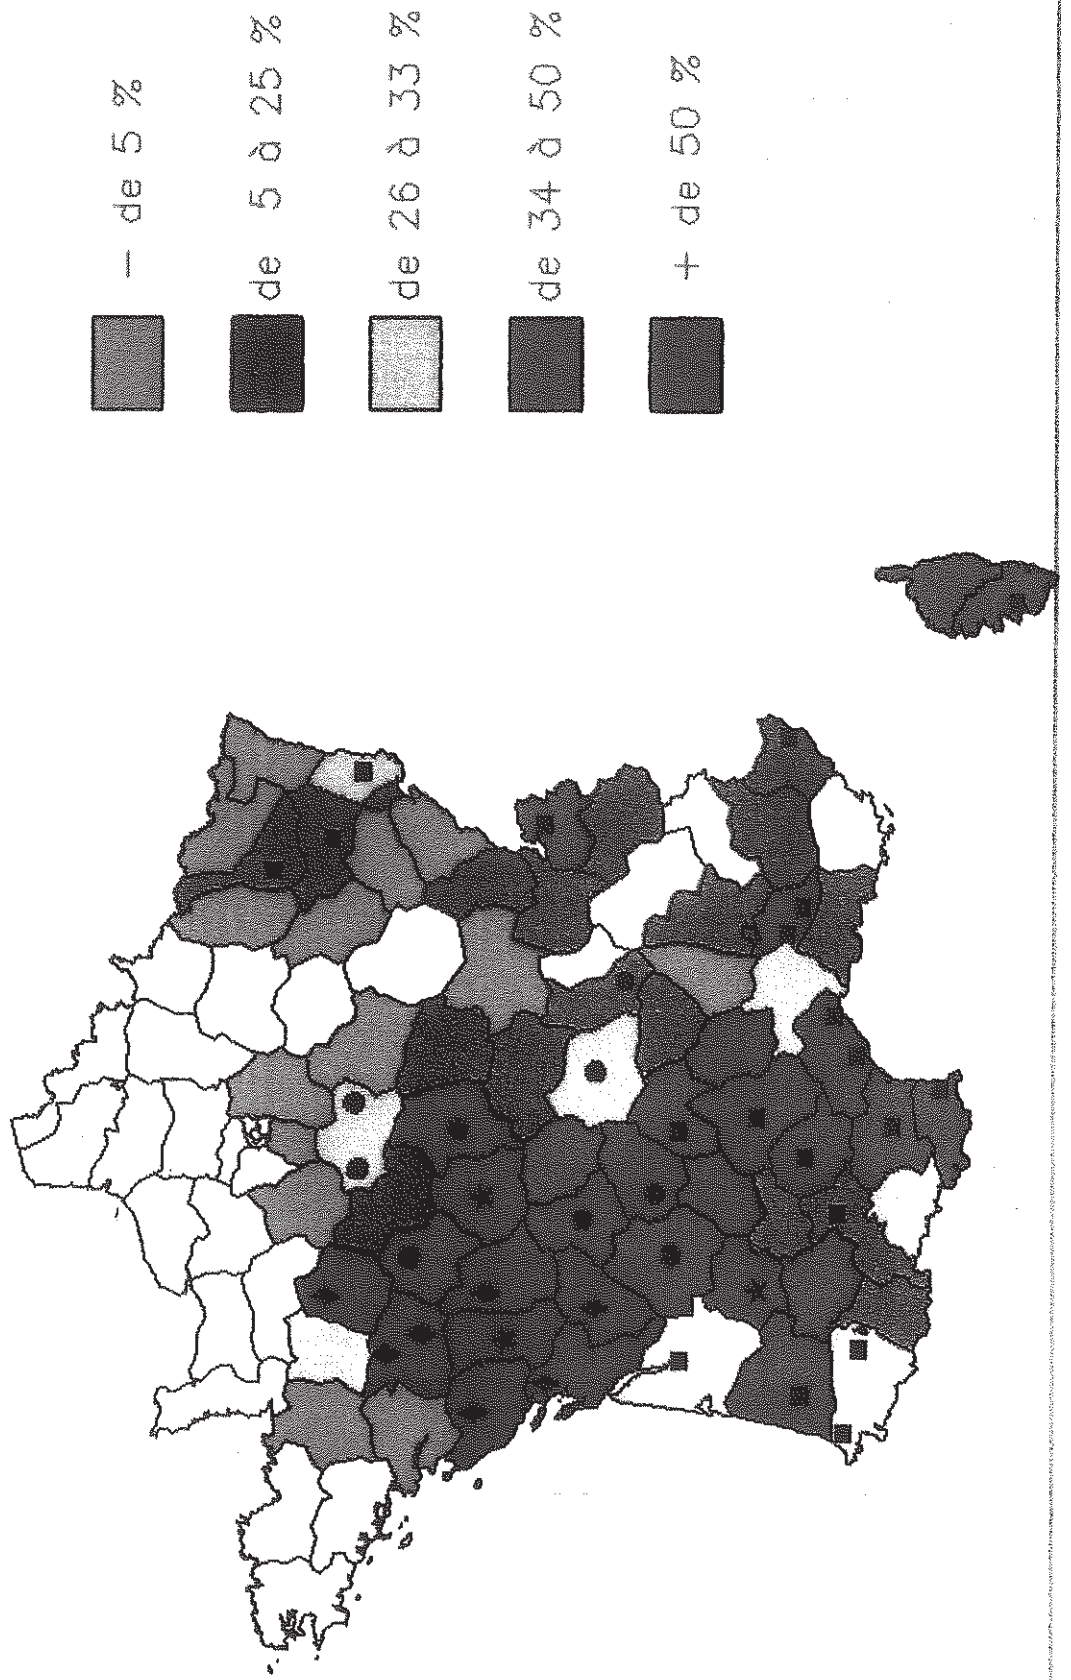 - de 5 %
de 5 à 25 %
de 26 à 33 %
de 34 à 50 %
+ de 50 %